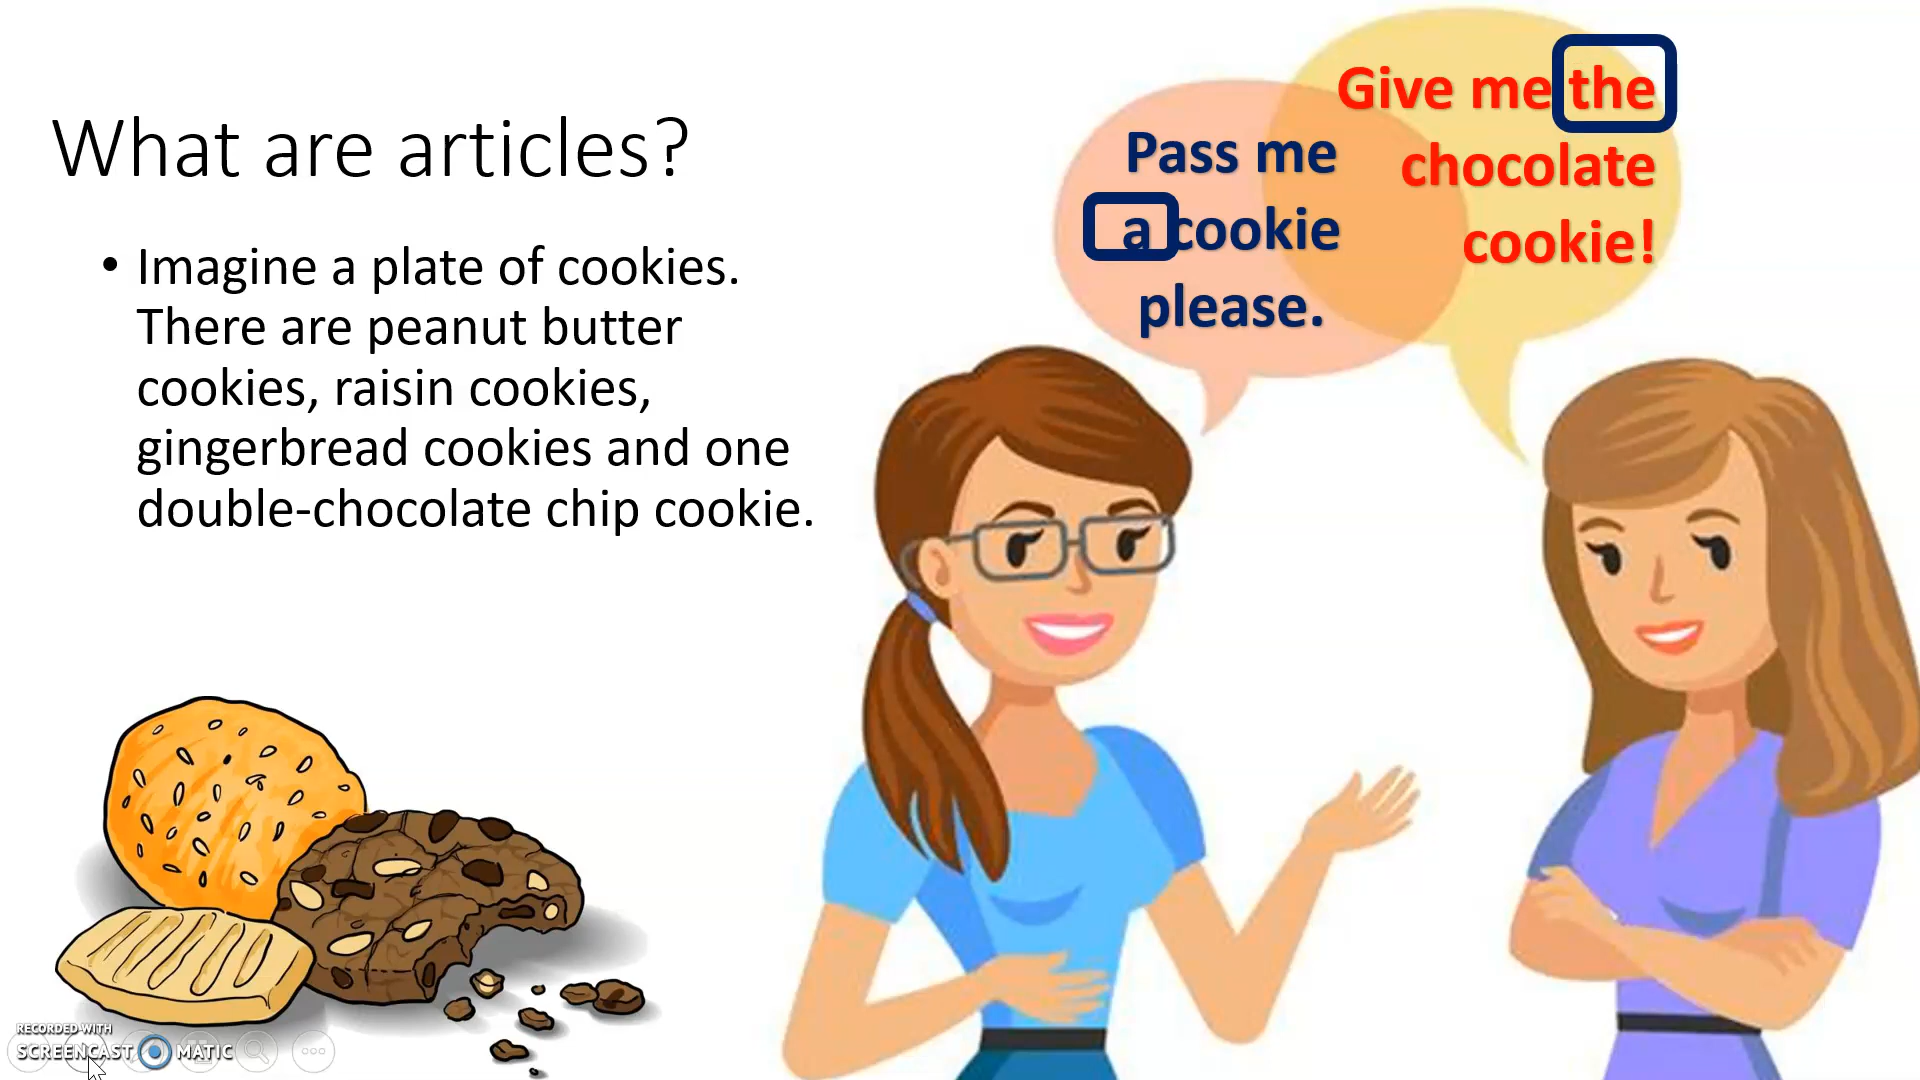 What are articles?
• Imagine a plate of cookies.
There are peanut butter
cookies, raisin cookies,
gingerbread cookies and one
double-chocolate chip cookie.
Pass me
a cookie
please.
Give me the
chocolate
cookie!
RECORDED WITH
SCREENCAST MATIC